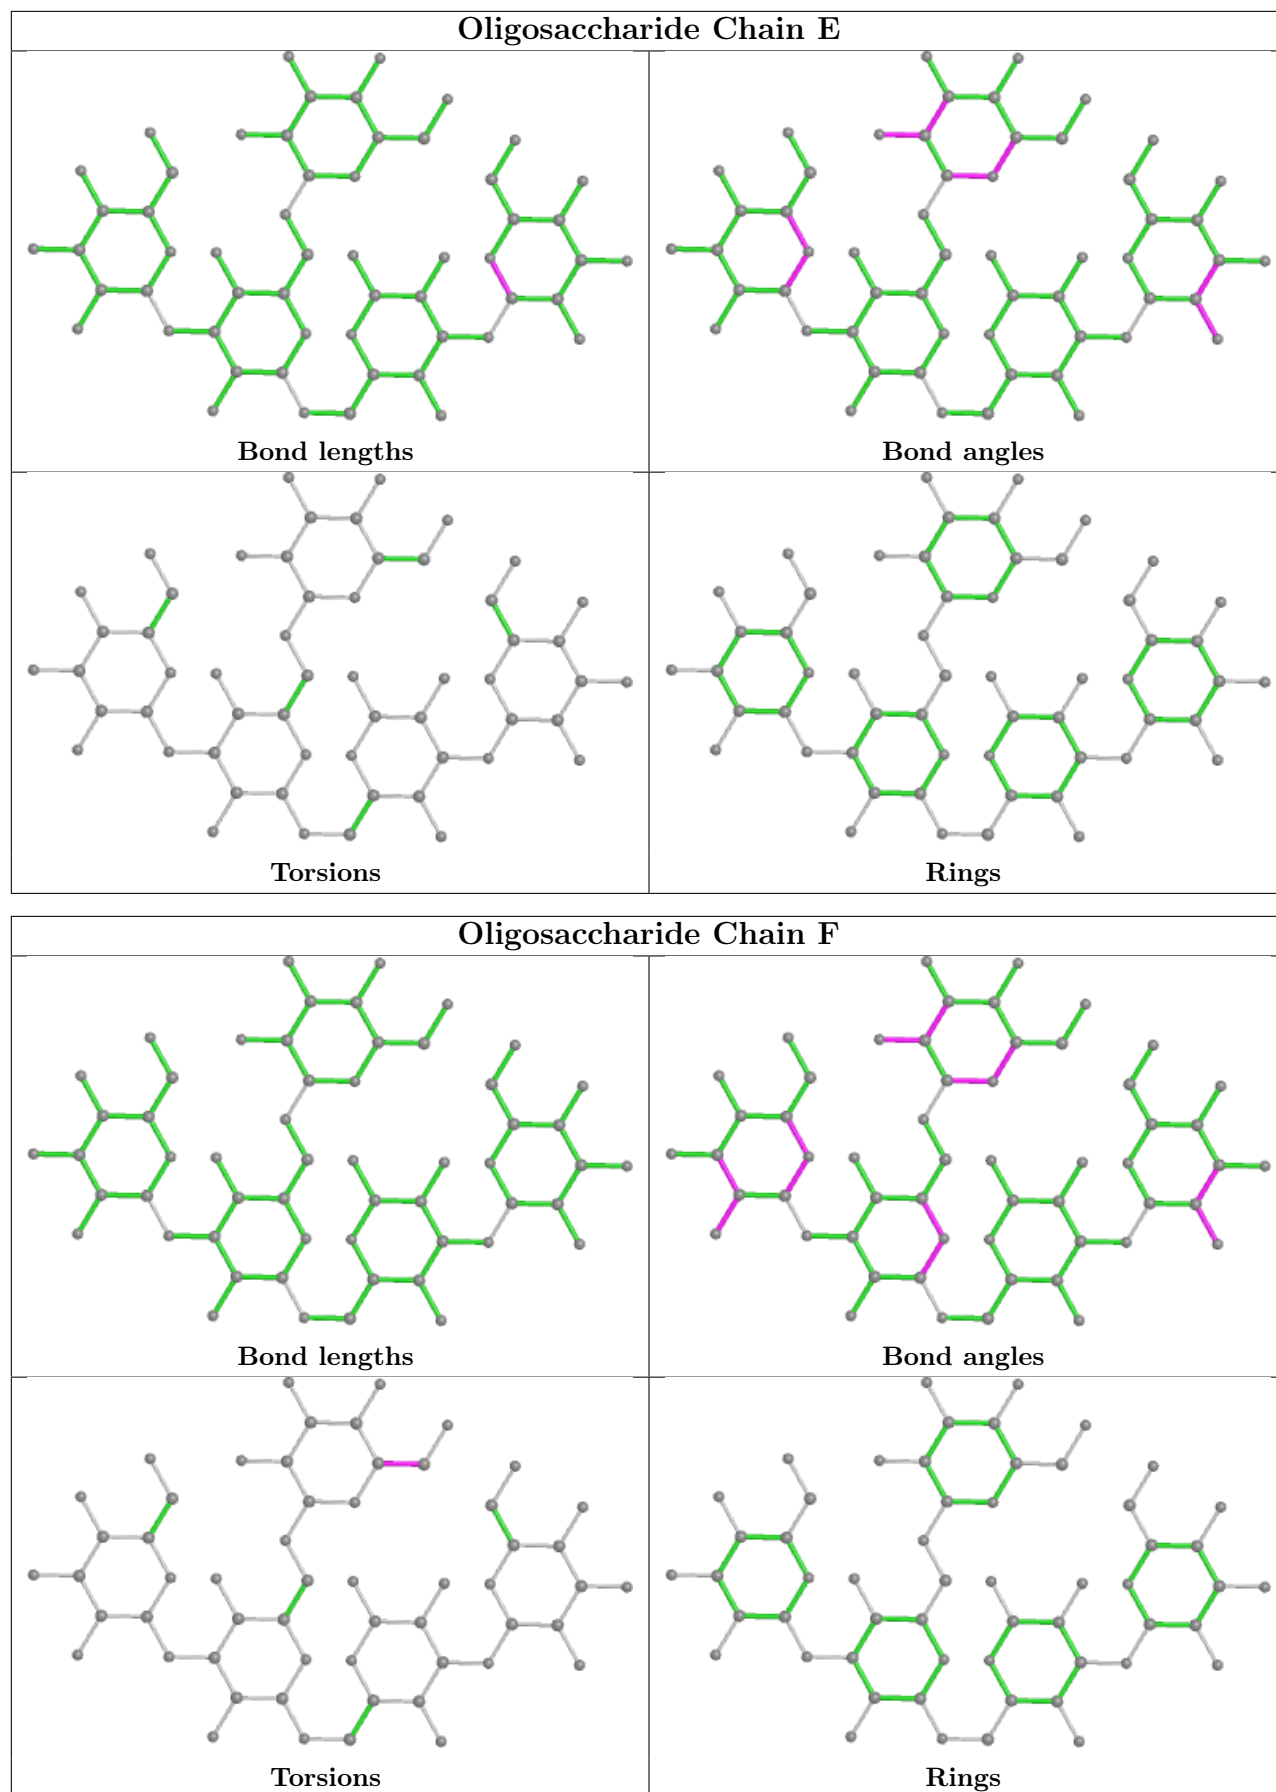 Oligosaccharide Chain E
Bond lengths
Bond angles
Torsions
Rings
Oligosaccharide Chain F
Bond lengths
Bond angles
Torsions
Rings